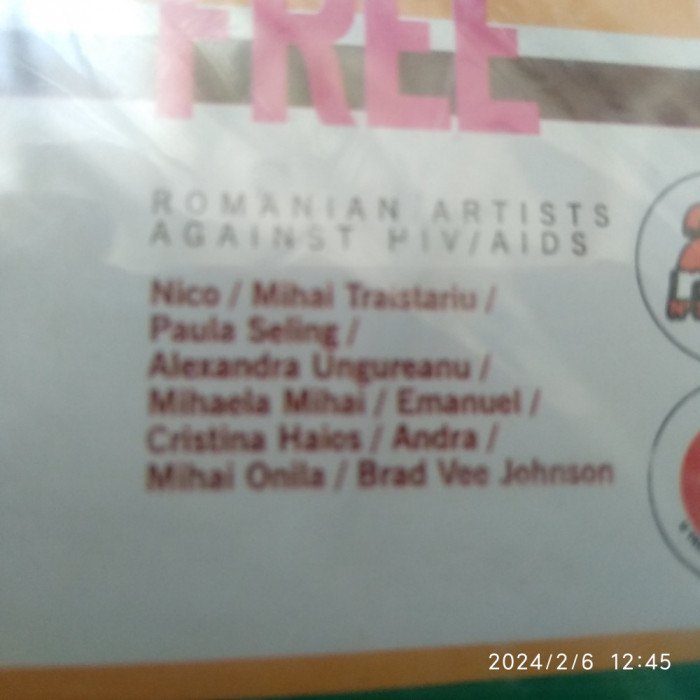 FREE
ROMANIAN ARTISTS
AGAINST HIV/AIDS
Nico / Mihai Traistariu /
Paula Seling /
Alexandra Ungureanu /
Mihaela Mihai / Emanuel /
Cristina Haios / Andra /
Mihai Onila / Brad Vee Johnson
2024/2/6 12:45